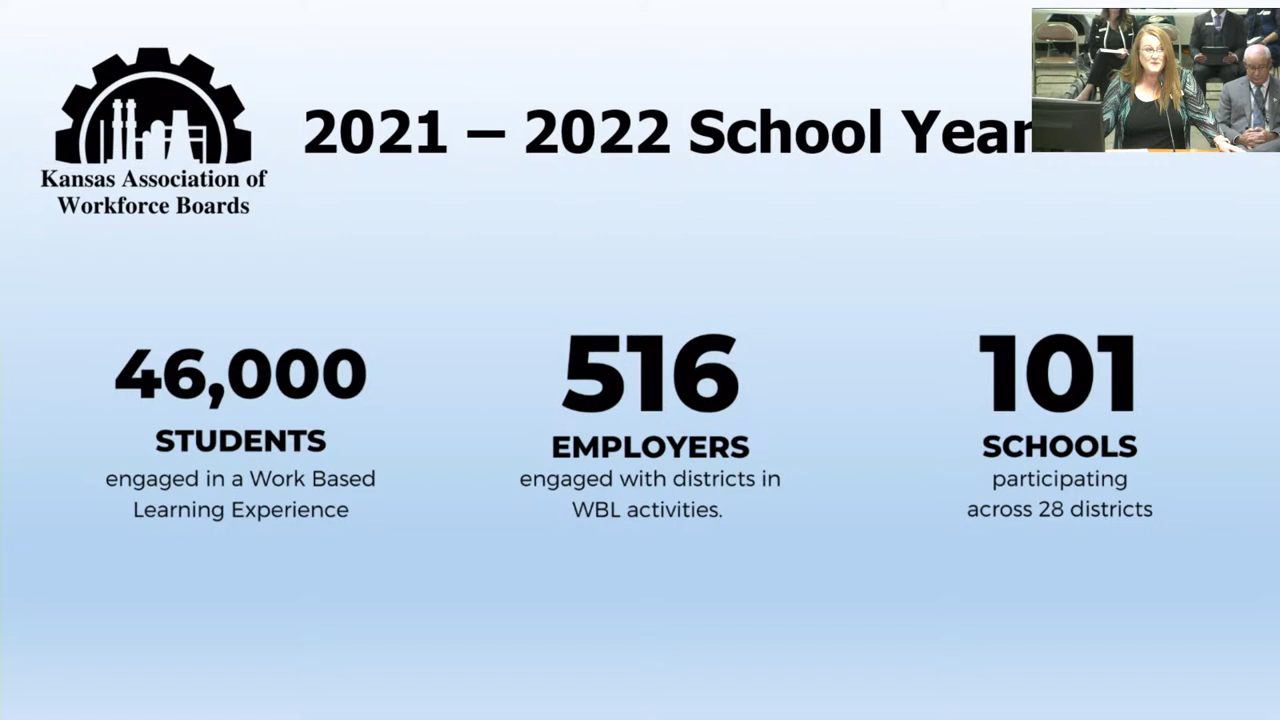 Kansas Association of
Workforce Boards
2021 – 2022 School Year
46,000
STUDENTS
engaged in a Work Based
Learning Experience
516
EMPLOYERS
engaged with districts in
WBL activities.
101
SCHOOLS
participating
across 28 districts